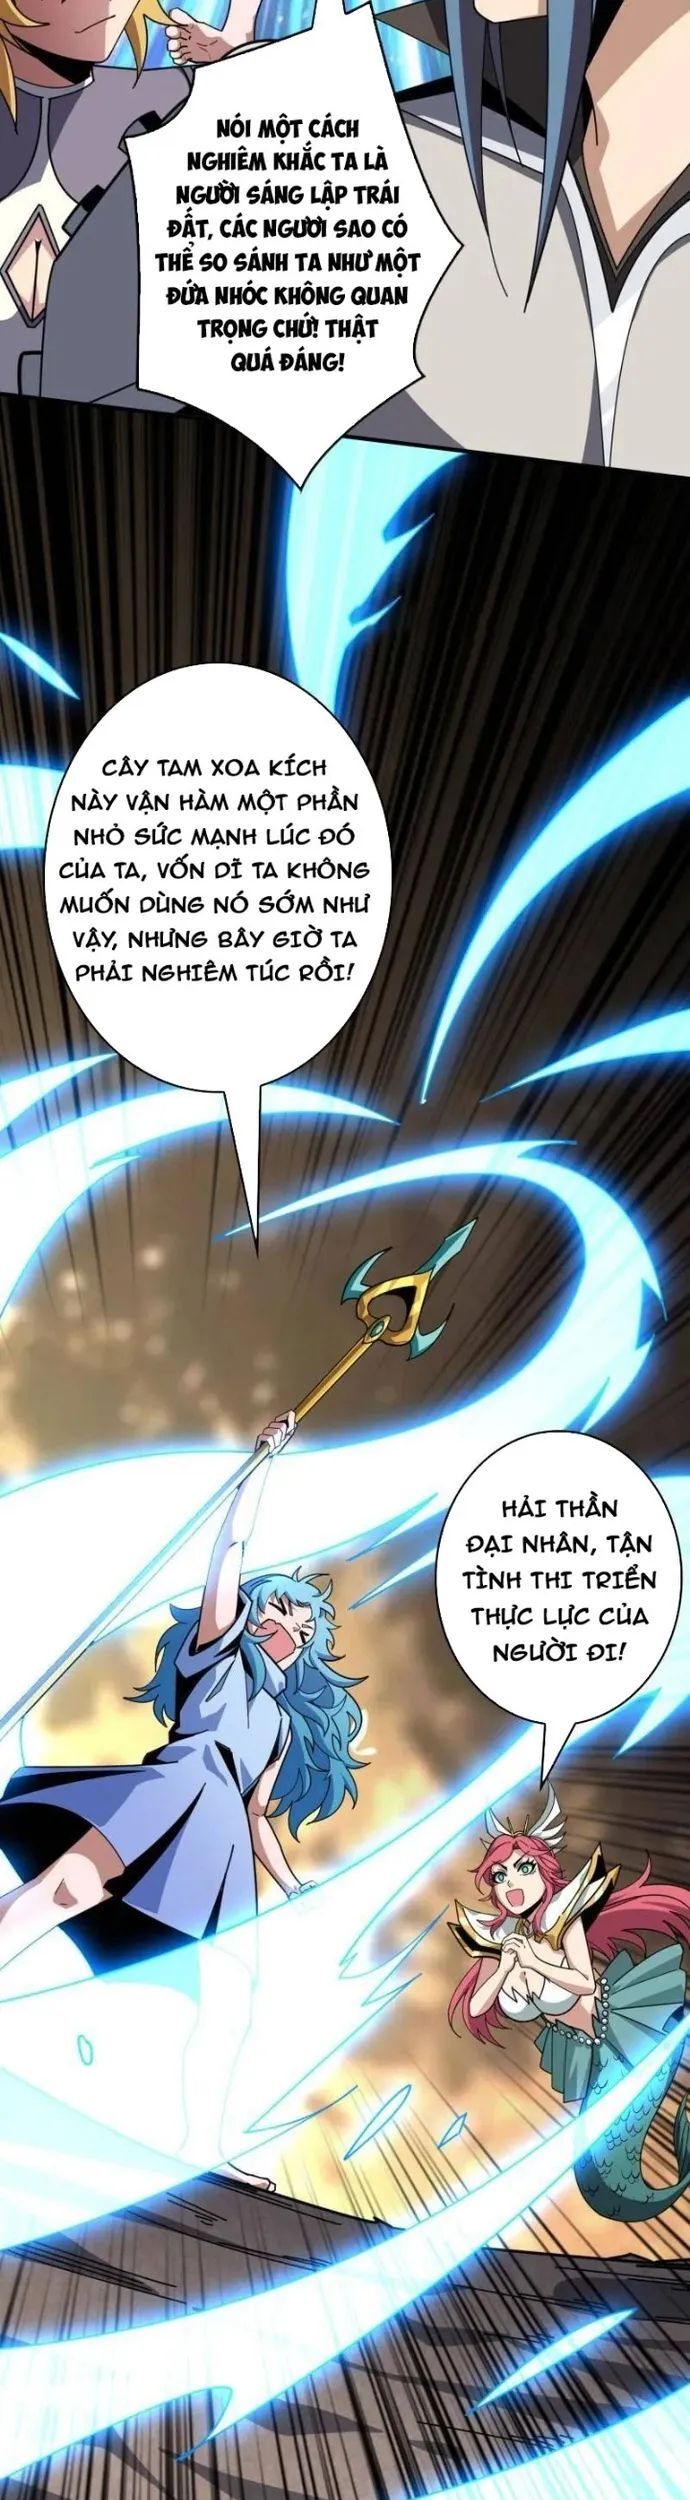 NÓI MỘT CÁCH
NGHIÊM KHẮC TA LÀ
NGƯỜI SÁNG LẬP TRÁI
ĐẤT, CÁC NGƯƠI SAO CÓ
THỂ SO SÁNH TA NHƯ MỘT
ĐỨA NHÓC KHÔNG QUAN
TRỌNG CHỨ! THẬT
QUÁ ĐÁNG!
CÂY TAM XOA KÍCH
NÀY VẬN HÀM MỘT PHẦN
NHỎ SỨC MẠNH LÚC ĐÓ
CỦA TA, VỐN DĨ TA KHÔNG
MUỐN DÙNG NÓ SỚM NHƯ
VẬY, NHƯNG BÂY GIỜ TA
PHẢI NGHIÊM TÚC RỒI!
HẢI THẦN
ĐẠI NHÂN, TẬN
TÌNH THI TRIỂN
THỰC LỰC CỦA
NGƯỜI ĐI!